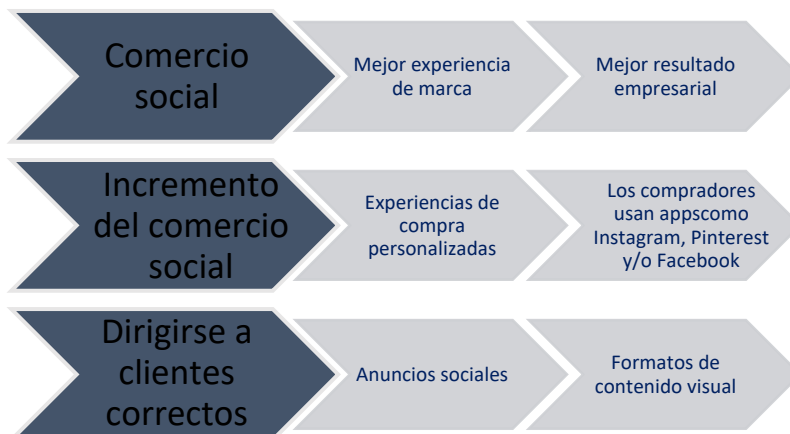 Comercio
social
Mejor experiencia
de marca
Mejor resultado
empresarial
Incremento
del comercio
social
Experiencias de
compra
personalizadas
Los compradores
usan appscomo
Instagram, Pinterest
y/o Facebook
Dirigirse a
clientes
correctos
Anuncios sociales
Formatos de
contenido visual